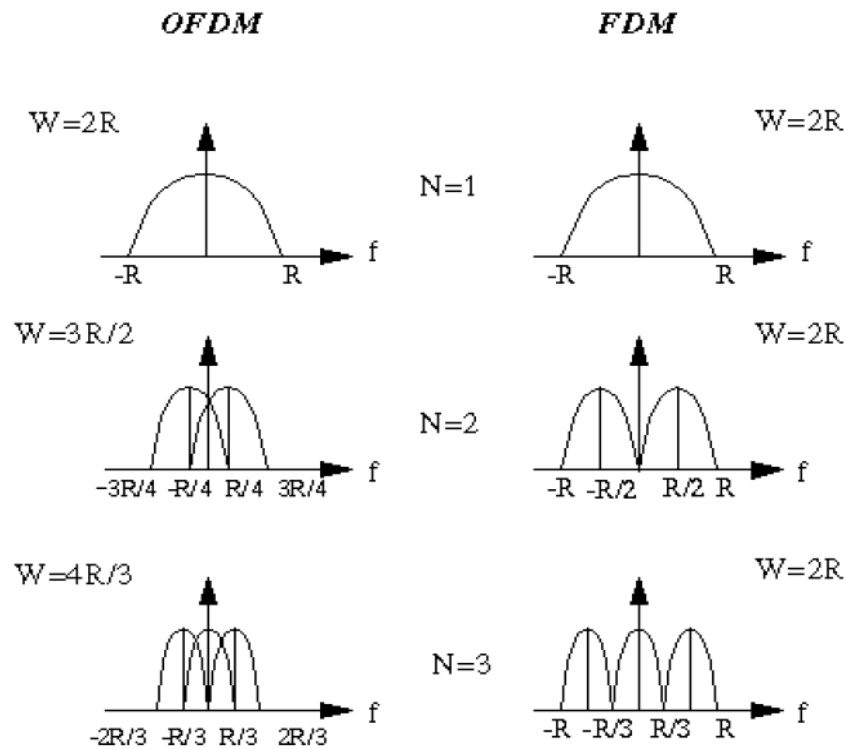 OFDM FDM
W=2R W=2R
N=1
f f
-R R -R R
W=3R/2 W=2R
N=2
f f
-3R/4 -R/4 R/4 3R/4 -R -R/2 R/2 R
W=4R/3 W=2R
N=3
f f
-2R/3 -R/3 R/3 2R/3 -R -R/3 R/3 R